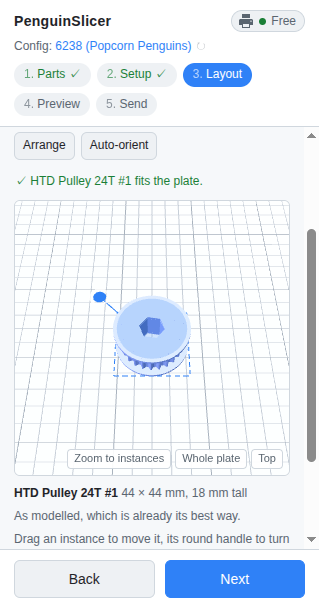 PenguinSlicer
Free
Config: 6238 (Popcorn Penguins)
1. Parts ✓
2. Setup ✓
3. Layout
4. Preview
5. Send
Arrange
Auto-orient
✓ HTD Pulley 24T #1 fits the plate.
Zoom to instances
Whole plate
Top
HTD Pulley 24T #1 44 × 44 mm, 18 mm tall
As modelled, which is already its best way.
Drag an instance to move it, its round handle to turn
Back
Next